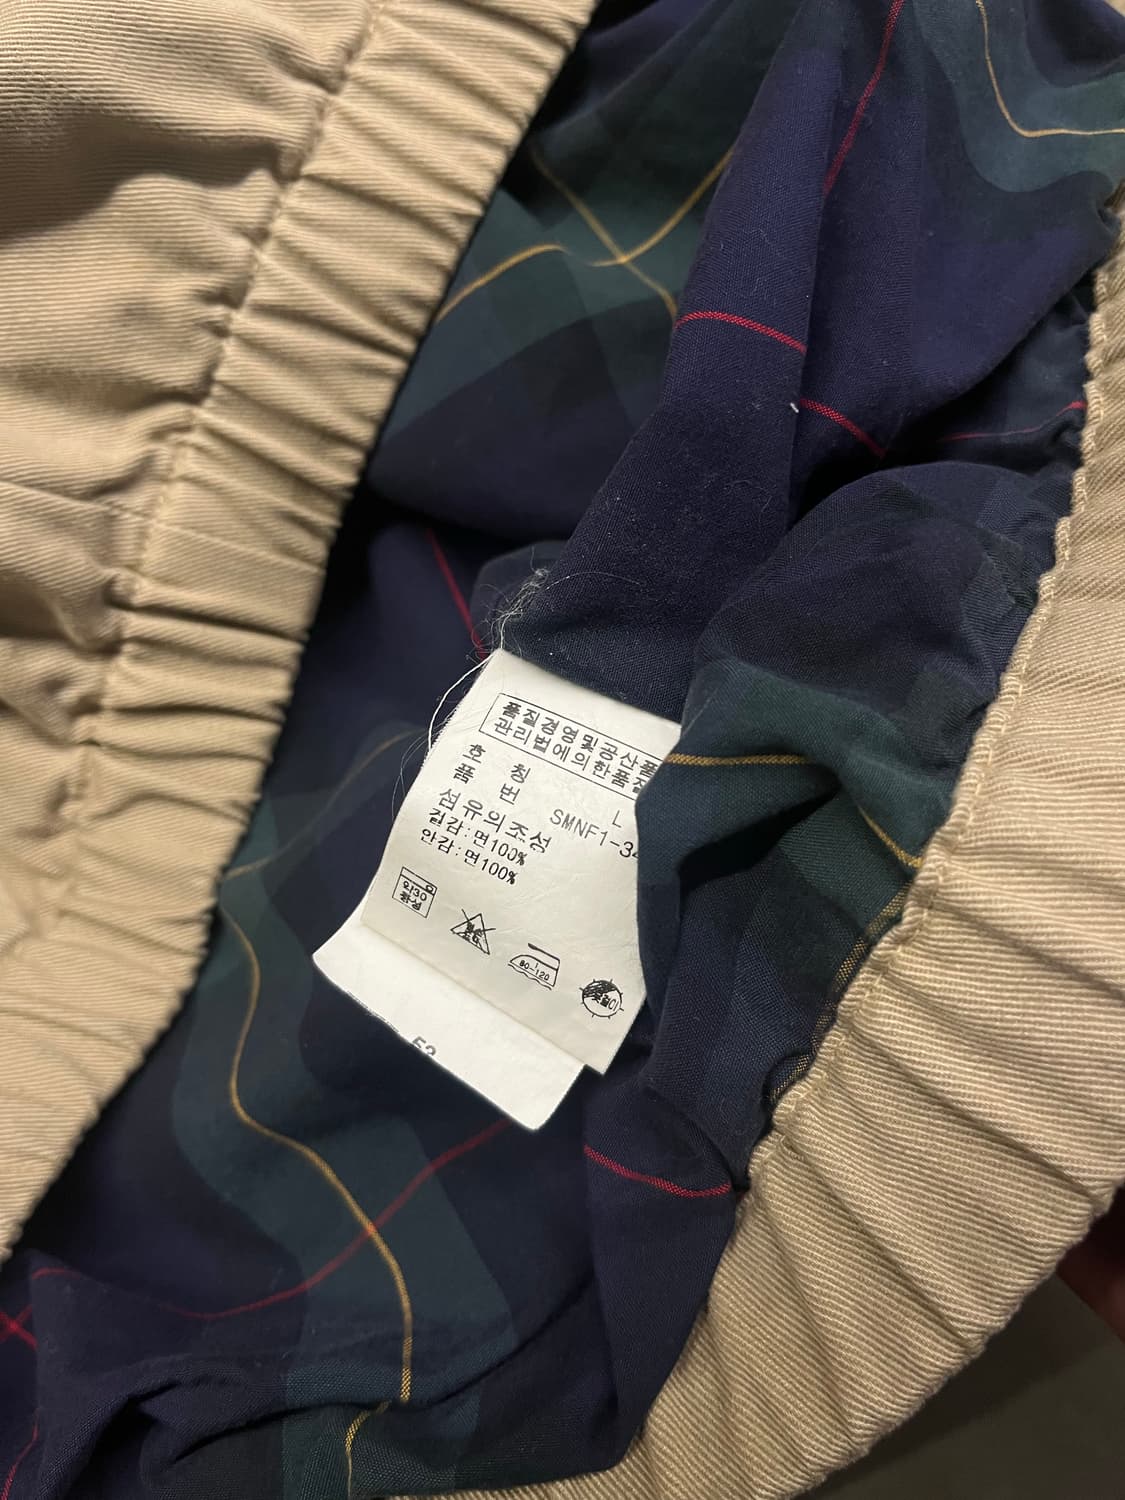 품질경영및공산품
관리법에의한품질
호 칭 L
품 번 SMNF1-34
섬유의조성
겉감:면100%
안감:면100%
약30
중성
80-120
53